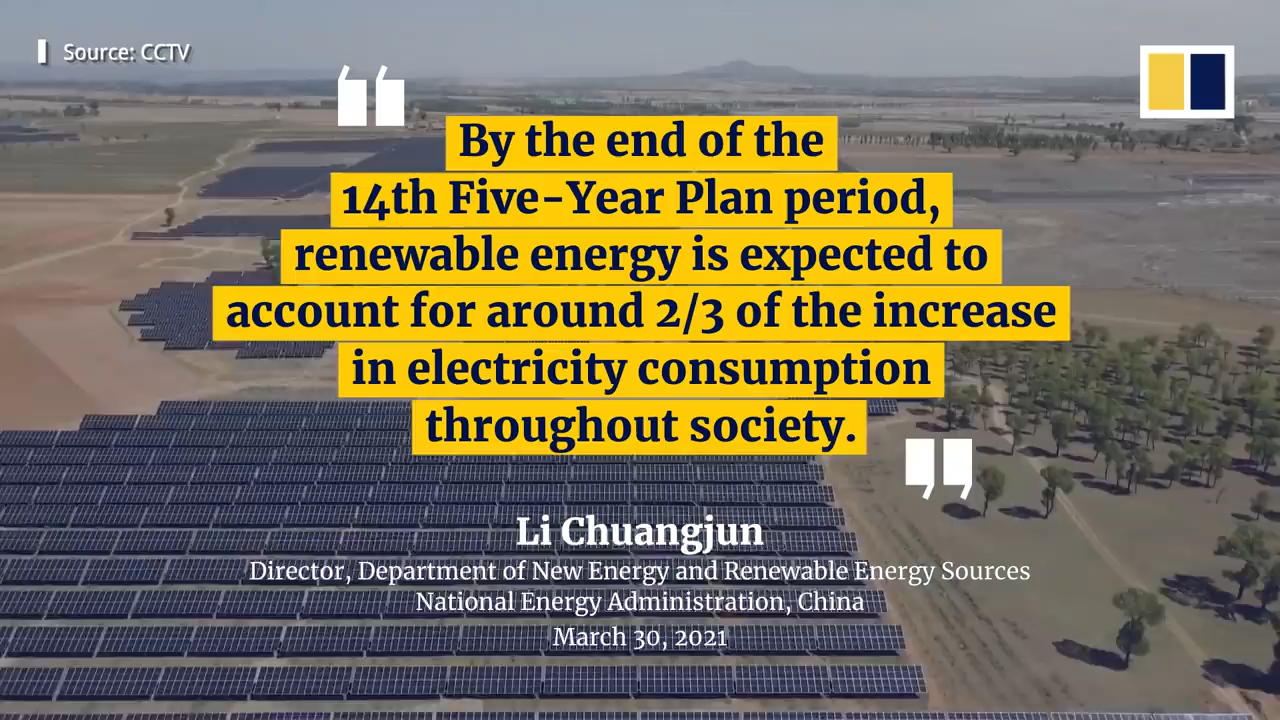 Source: CCTV
By the end of the
14th Five-Year Plan period,
renewable energy is expected to
account for around 2/3 of the increase
in electricity consumption
throughout society.
Li Chuangjun
Director, Department of New Energy and Renewable Energy Sources
National Energy Administration, China
March 30, 2021